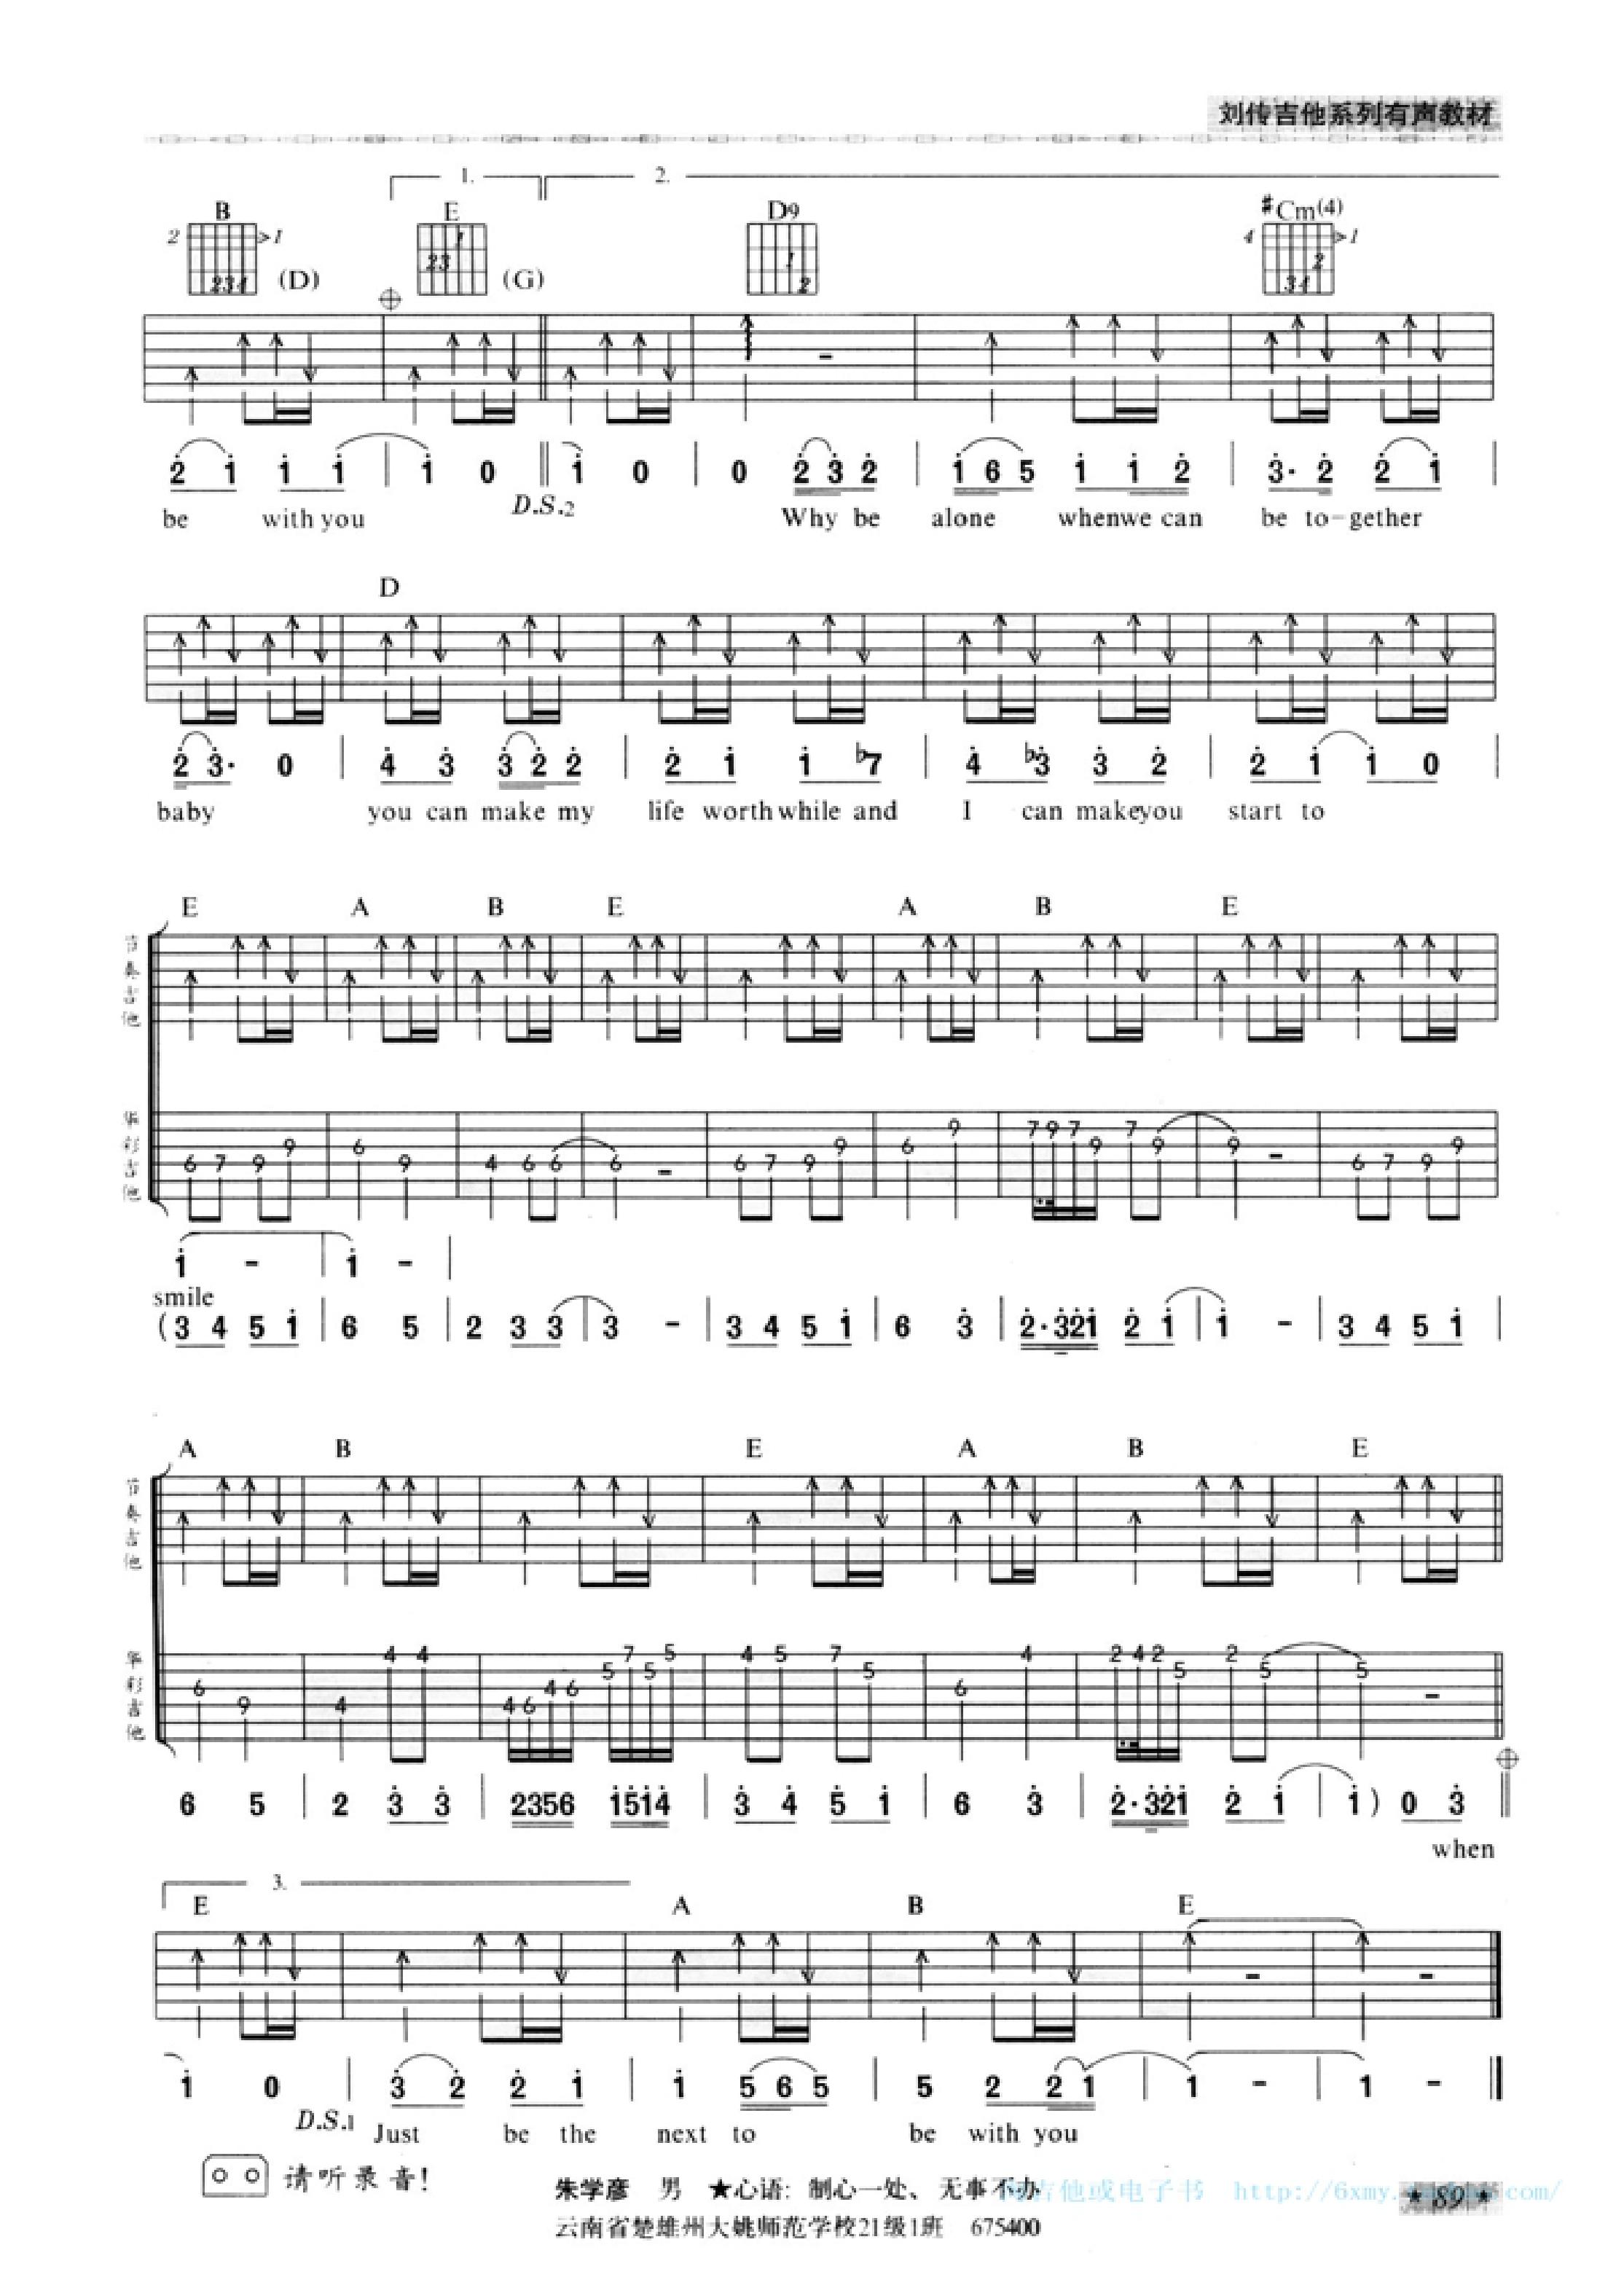 刘传吉他系列有声教材
1. 2.
B E D9 #Cm(4)
2 >1 1 4 >1
234 (D) 23 (G) 1 2 2 34
2 1 1 1 | 1 0 || 1 0 | 0 2 3 2 | 1 6 5 1 1 2 | 3· 2 2 1 |
be with you D.S.2 Why be alone whenwe can be to-gether
D
2 3· 0 | 4 3 3 2 2 | 2 1 1 b7 | 4 b3 3 2 | 2 1 1 0 |
baby you can make my life worth while and I can makeyou start to
E A B E A B E
节奏吉他
华彩吉他
6 7 9 9 6 9 4 6 6 6 - 6 7 9 9 6 9 7 9 7 9 7 9 9 - 6 7 9 9
1 - | 1 - |
smile
(3 4 5 1 | 6 5 | 2 3 3 | 3 - | 3 4 5 1 | 6 3 | 2·321 2 1 | 1 - | 3 4 5 1 |
A B E A B E
节奏吉他
华彩吉他
6 9 4 4 4 4 6 4 6 5 7 5 5 4 5 7 5 6 4 2 4 2 5 2 5 5 -
6 5 | 2 3 3 | 2356 1514 | 3 4 5 1 | 6 3 | 2·321 2 1 | 1) 0 3 ||
when
3.
E A B E
1 0 | 3 2 2 1 | 1 5 6 5 | 5 2 2 1 | 1 - | 1 - ||
D.S.1 Just be the next to be with you
请听录音!
朱学彦 男 ★心语: 制心一处、无事不办
吉他或电子书 http://6xmy. com/
★ 89 ★
云南省楚雄州大姚师范学校21级1班 675400